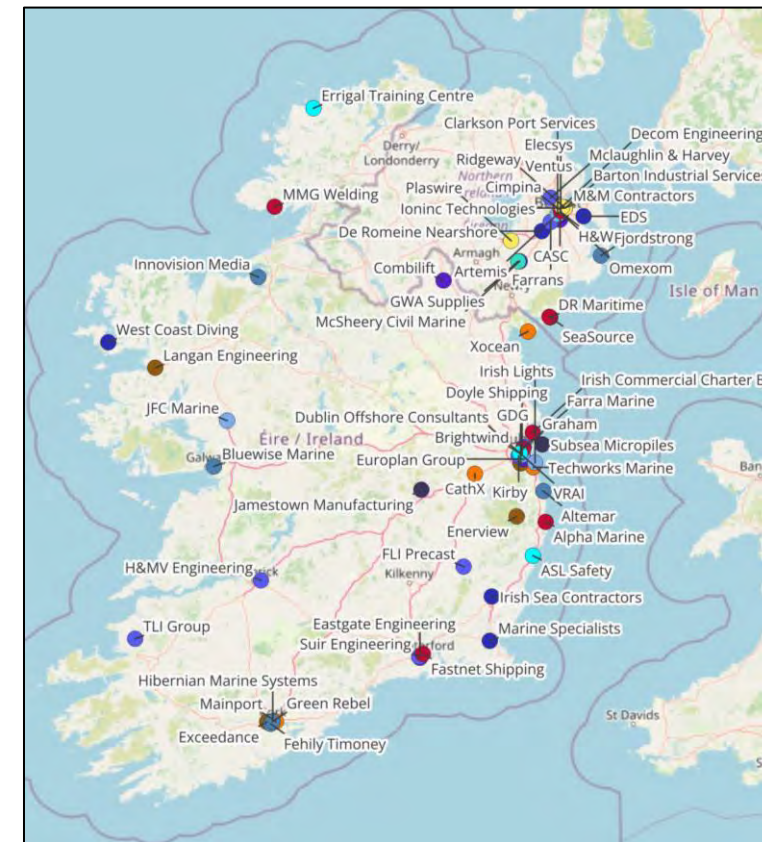 Errigal Training Centre
Clarkson Port Services
Derry/
Londonderry
Elecsys
Decom Engineering
Ventus
Mclaughlin & Harvey
Ridgeway
Barton Industrial Services
Northern
Cimpina
Plaswire
M&M Contractors
MMG Welding
Ioninc Technologies
EDS
De Romeine Nearshore
H&W
Fjordstrong
Armagh
CASC
Omexom
Innovision Media
Combilift
Artemis
Farrans
GWA Supplies
Isle of Man
McSheery Civil Marine
DR Maritime
SeaSource
West Coast Diving
Xocean
Langan Engineering
Irish Lights
Irish Commercial Charter
Doyle Shipping
Farra Marine
JFC Marine
Dublin Offshore Consultants
GDG
Graham
Éire / Ireland
Brightwind
Subsea Micropiles
Bluewise Marine
Europlan Group
Techworks Marine
CathX
Kirby
VRAI
Jamestown Manufacturing
Altemar
Enerview
Alpha Marine
FLI Precast
ASL Safety
H&MV Engineering
Kilkenny
Irish Sea Contractors
TLI Group
Eastgate Engineering
Marine Specialists
Suir Engineering
Fastnet Shipping
Hibernian Marine Systems
Mainport
Green Rebel
St Davids
Exceedance
Fehily Timoney